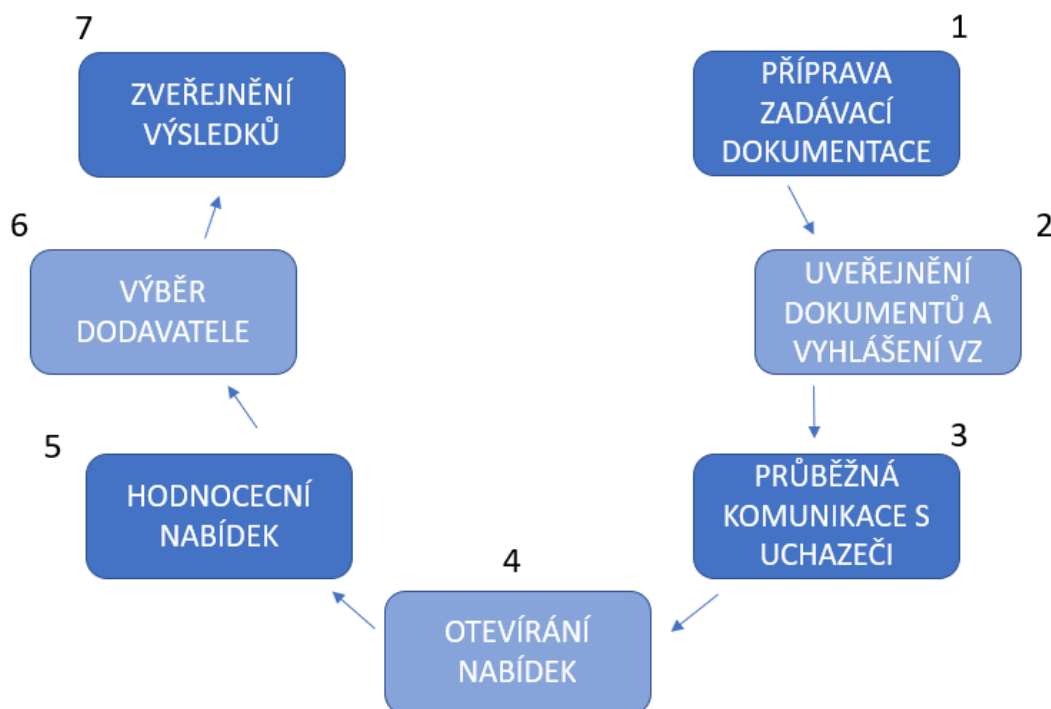 1
PŘÍPRAVA
ZADÁVACÍ
DOKUMENTACE
2
UVEŘEJNĚNÍ
DOKUMENTŮ A
VYHLÁŠENÍ VZ
3
PRŮBĚŽNÁ
KOMUNIKACE S
UCHAZEČI
4
OTEVÍRÁNÍ
NABÍDEK
5
HODNOCECNÍ
NABÍDEK
6
VÝBĚR
DODAVATELE
7
ZVEŘEJNĚNÍ
VÝSLEDKŮ